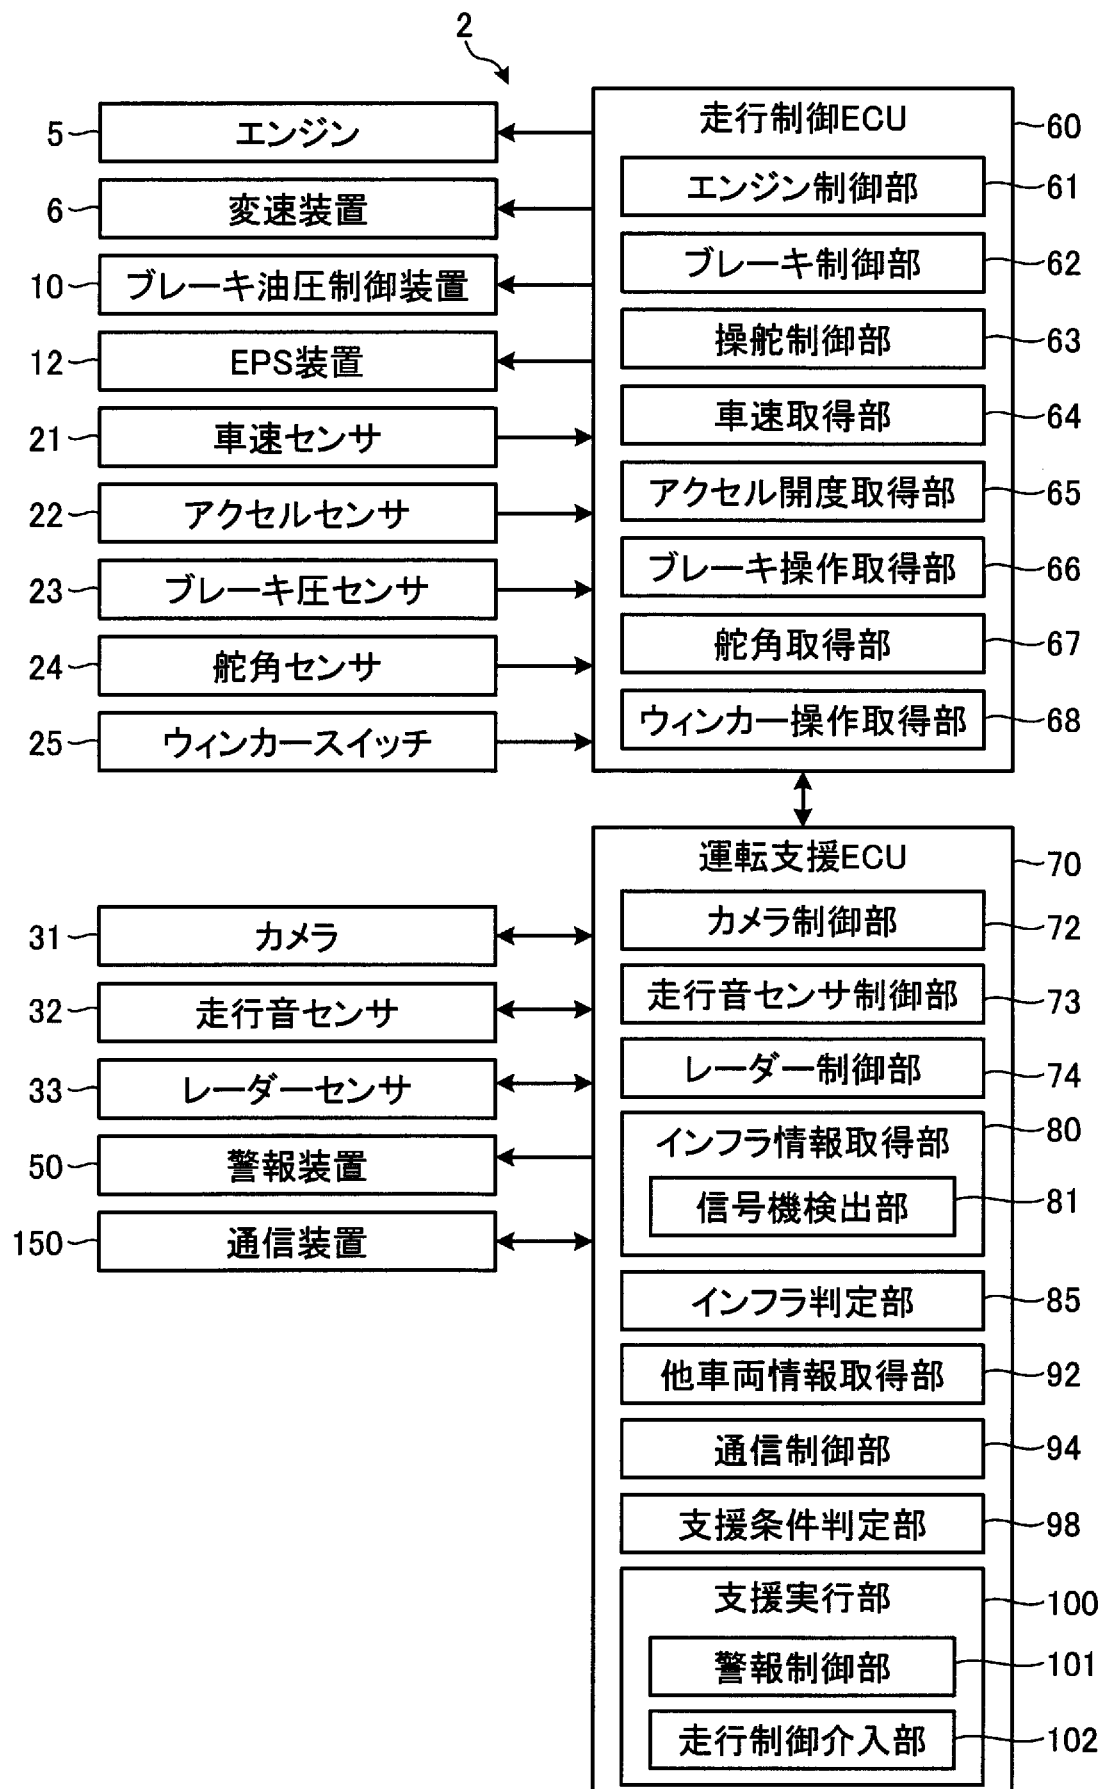 2
5
エンジン
6
変速装置
10
ブレーキ油圧制御装置
12
EPS装置
21
車速センサ
22
アクセルセンサ
23
ブレーキ圧センサ
24
舵角センサ
25
ウィンカースイッチ
走行制御ECU
60
エンジン制御部
61
ブレーキ制御部
62
操舵制御部
63
車速取得部
64
アクセル開度取得部
65
ブレーキ操作取得部
66
舵角取得部
67
ウィンカー操作取得部
68
31
カメラ
32
走行音センサ
33
レーダーセンサ
50
警報装置
150
通信装置
運転支援ECU
70
カメラ制御部
72
走行音センサ制御部
73
レーダー制御部
74
インフラ情報取得部
80
信号機検出部
81
インフラ判定部
85
他車両情報取得部
92
通信制御部
94
支援条件判定部
98
支援実行部
100
警報制御部
101
走行制御介入部
102